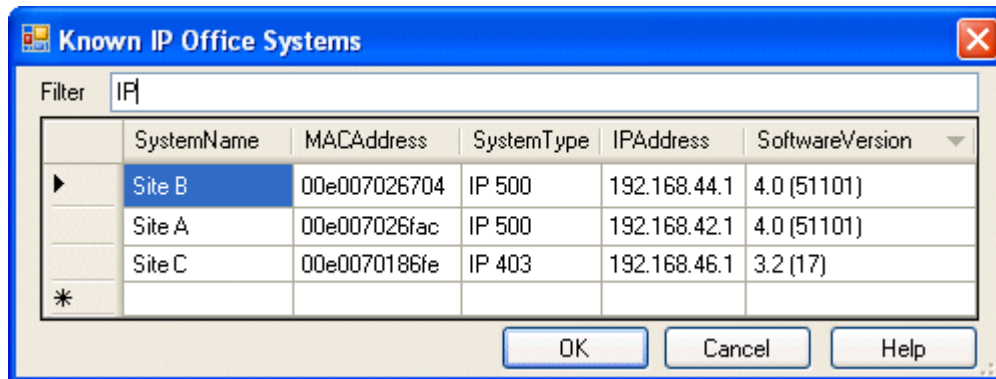 Known IP Office Systems
Filter IP
SystemName MACAddress SystemType IPAddress SoftwareVersion
Site B 00e007026704 IP 500 192.168.44.1 4.0 (51101)
Site A 00e007026fac IP 500 192.168.42.1 4.0 (51101)
Site C 00e0070186fe IP 403 192.168.46.1 3.2 (17)
OK Cancel Help